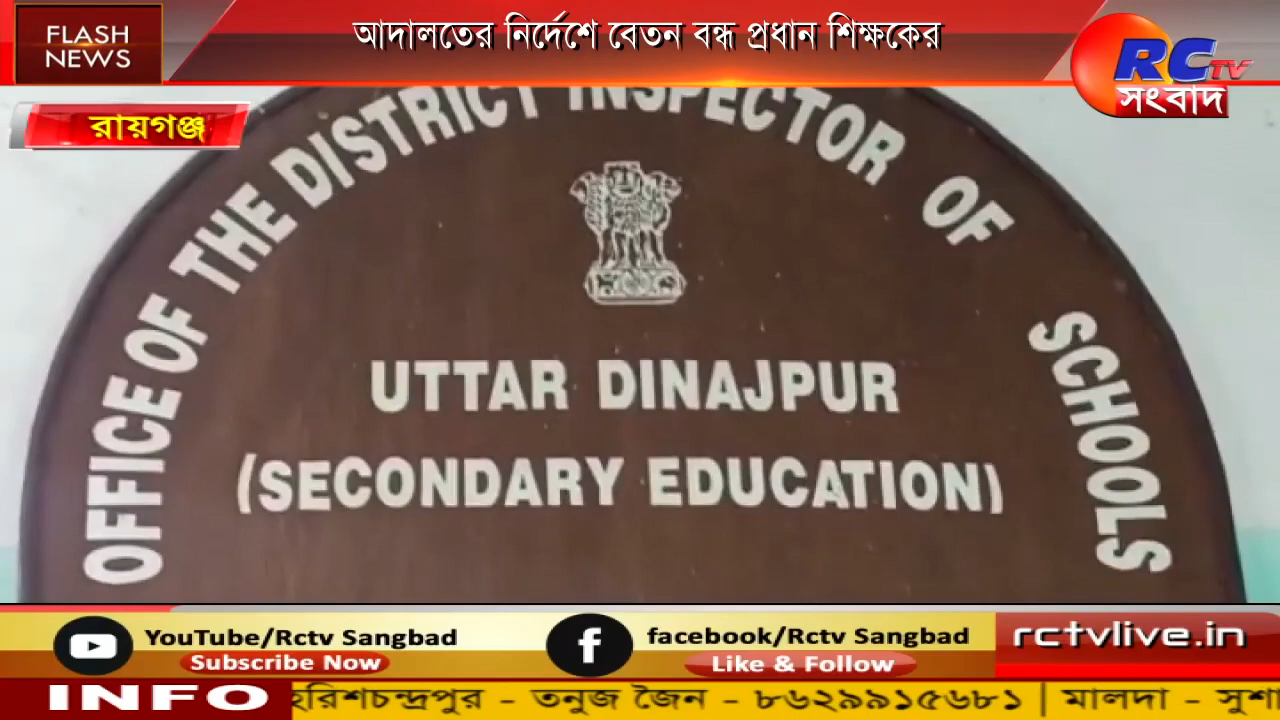 FLASH
NEWS
আদালতের নির্দেশে বেতন বন্ধ প্রধান শিক্ষকের
RCTV
সংবাদ
রায়গঞ্জ
OFFICE OF THE DISTRICT INSPECTOR OF SCHOOLS
UTTAR DINAJPUR
(SECONDARY EDUCATION)
YouTube/Rctv Sangbad
Subscribe Now
facebook/Rctv Sangbad
Like & Follow
rctvlive.in
INFO
হরিশচন্দ্রপুর - তনুজ জৈন - ৮৬২৯৯১৫৬৮১ | মালদা - সুশা